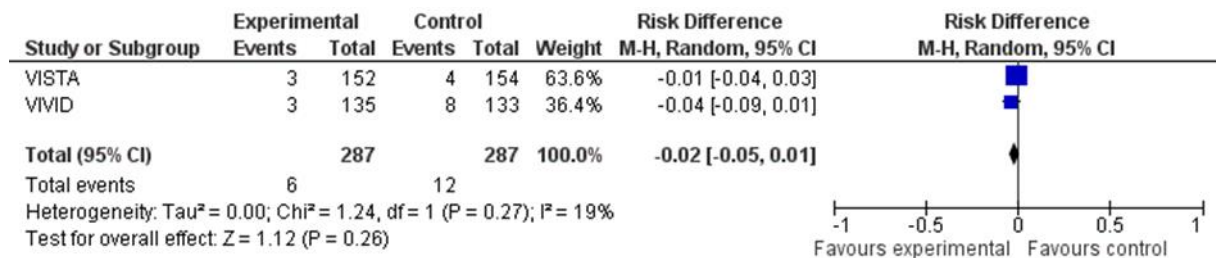 Experimental Control Risk Difference Risk Difference
Study or Subgroup Events Total Events Total Weight M-H, Random, 95% CI M-H, Random, 95% CI
VISTA 3 152 4 154 63.6% -0.01 [-0.04, 0.03]
VIVID 3 135 8 133 36.4% -0.04 [-0.09, 0.01]
Total (95% CI) 287 287 100.0% -0.02 [-0.05, 0.01]
Total events 6 12
Heterogeneity: Tau² = 0.00; Chi² = 1.24, df = 1 (P = 0.27); I² = 19%
Test for overall effect: Z = 1.12 (P = 0.26)
-1 -0.5 0 0.5 1
Favours experimental Favours control